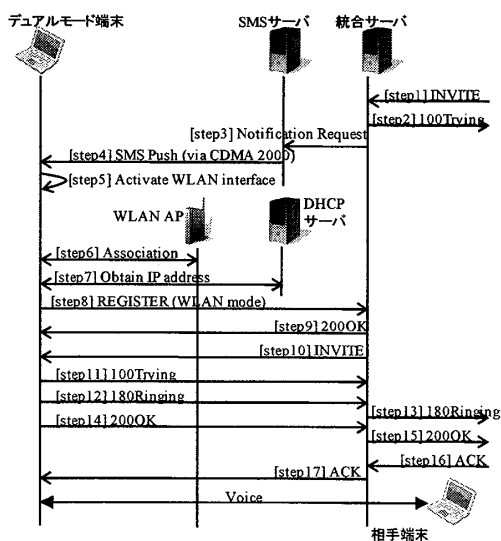 デュアルモード端末
SMSサーバ
統合サーバ
[step1] INVITE
[step2] 100Trying
[step3] Notification Request
[step4] SMS Push (via CDMA 2000)
[step5] Activate WLAN interface
WLAN AP
DHCP
サーバ
[step6] Association
[step7] Obtain IP address
[step8] REGISTER (WLAN mode)
[step9] 200OK
[step10] INVITE
[step11] 100Trying
[step12] 180Ringing
[step13] 180Ringing
[step14] 200OK
[step15] 200OK
[step16] ACK
[step17] ACK
Voice
相手端末